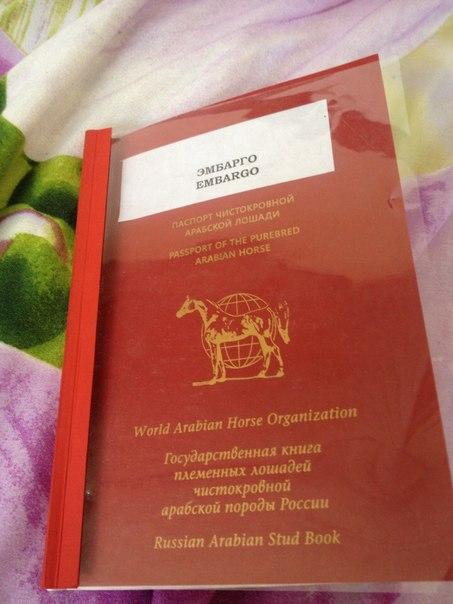 ЭМБАРГО
EMBARGO
ПАСПОРТ ЧИСТОКРОВНОЙ
АРАБСКОЙ ЛОШАДИ
PASSPORT OF THE PUREBRED
ARABIAN HORSE
World Arabian Horse Organization
Государственная книга
племенных лошадей
чистокровной
арабской породы России
Russian Arabian Stud Book